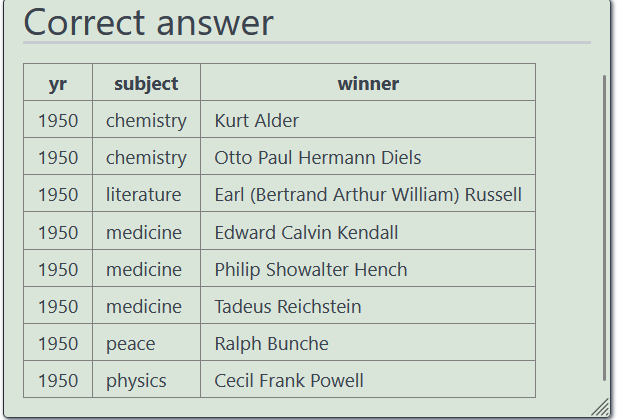 Correct answer
yr subject winner
1950 chemistry Kurt Alder
1950 chemistry Otto Paul Hermann Diels
1950 literature Earl (Bertrand Arthur William) Russell
1950 medicine Edward Calvin Kendall
1950 medicine Philip Showalter Hench
1950 medicine Tadeus Reichstein
1950 peace Ralph Bunche
1950 physics Cecil Frank Powell